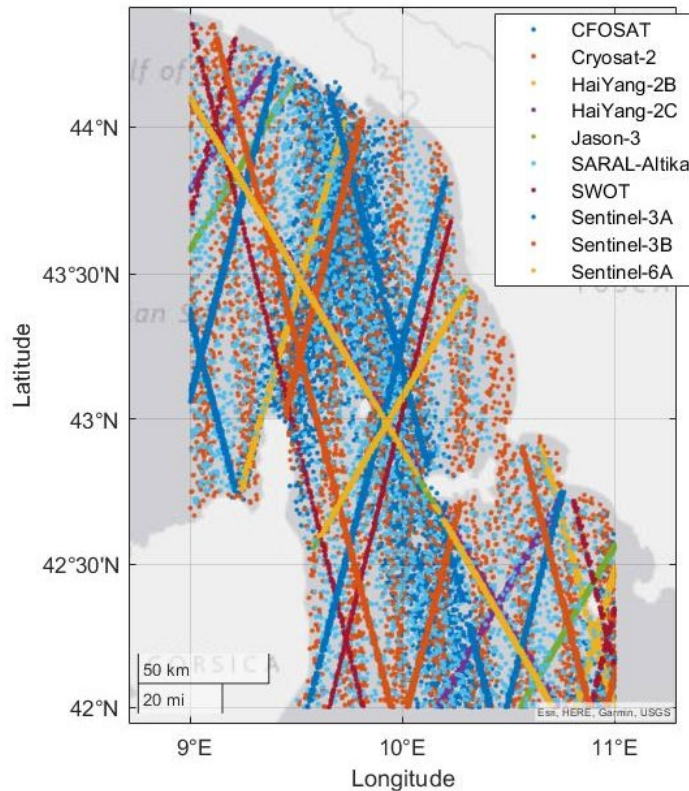 CFOSAT
Cryosat-2
HaiYang-2B
HaiYang-2C
Jason-3
SARAL-Altika
SWOT
Sentinel-3A
Sentinel-3B
Sentinel-6A
lf of
44°N
43°30'N
43°N
42°30'N
42°N
Latitude
50 km
20 mi
CORSICA
Esri, HERE, Garmin, USGS
9°E
10°E
11°E
Longitude